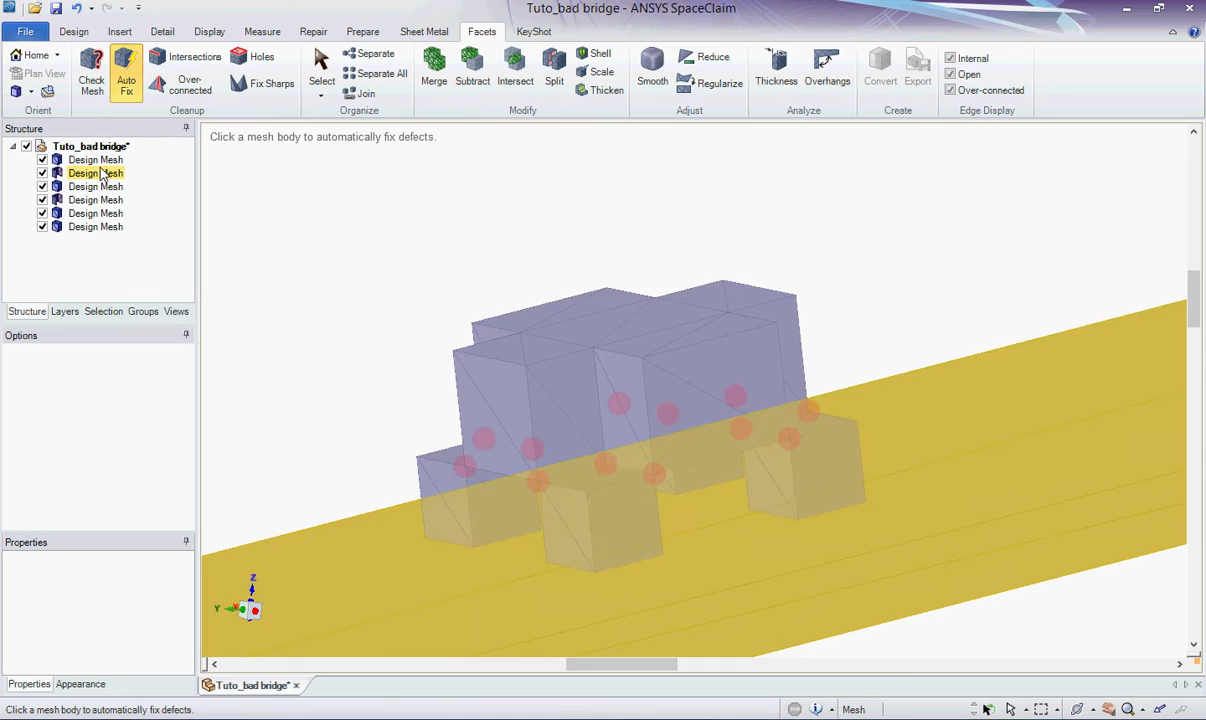 Tuto_bad bridge - ANSYS SpaceClaim
File Design Insert Detail Display Measure Repair Prepare Sheet Metal Facets KeyShot
Home
Plan View
Orient
Check Mesh
Auto Fix
Intersections
Over-connected
Holes
Fix Sharps
Cleanup
Select
Separate
Separate All
Join
Organize
Merge
Subtract
Intersect
Split
Shell
Scale
Thicken
Modify
Smooth
Reduce
Regularize
Adjust
Thickness
Overhangs
Analyze
Convert
Export
Create
Internal
Open
Over-connected
Edge Display
Structure
Tuto_bad bridge*
Design Mesh
Design Mesh
Design Mesh
Design Mesh
Design Mesh
Design Mesh
Structure Layers Selection Groups Views
Options
Properties
Properties Appearance
Click a mesh body to automatically fix defects.
Z
Y
X
Tuto_bad bridge*
Click a mesh body to automatically fix defects.
Mesh